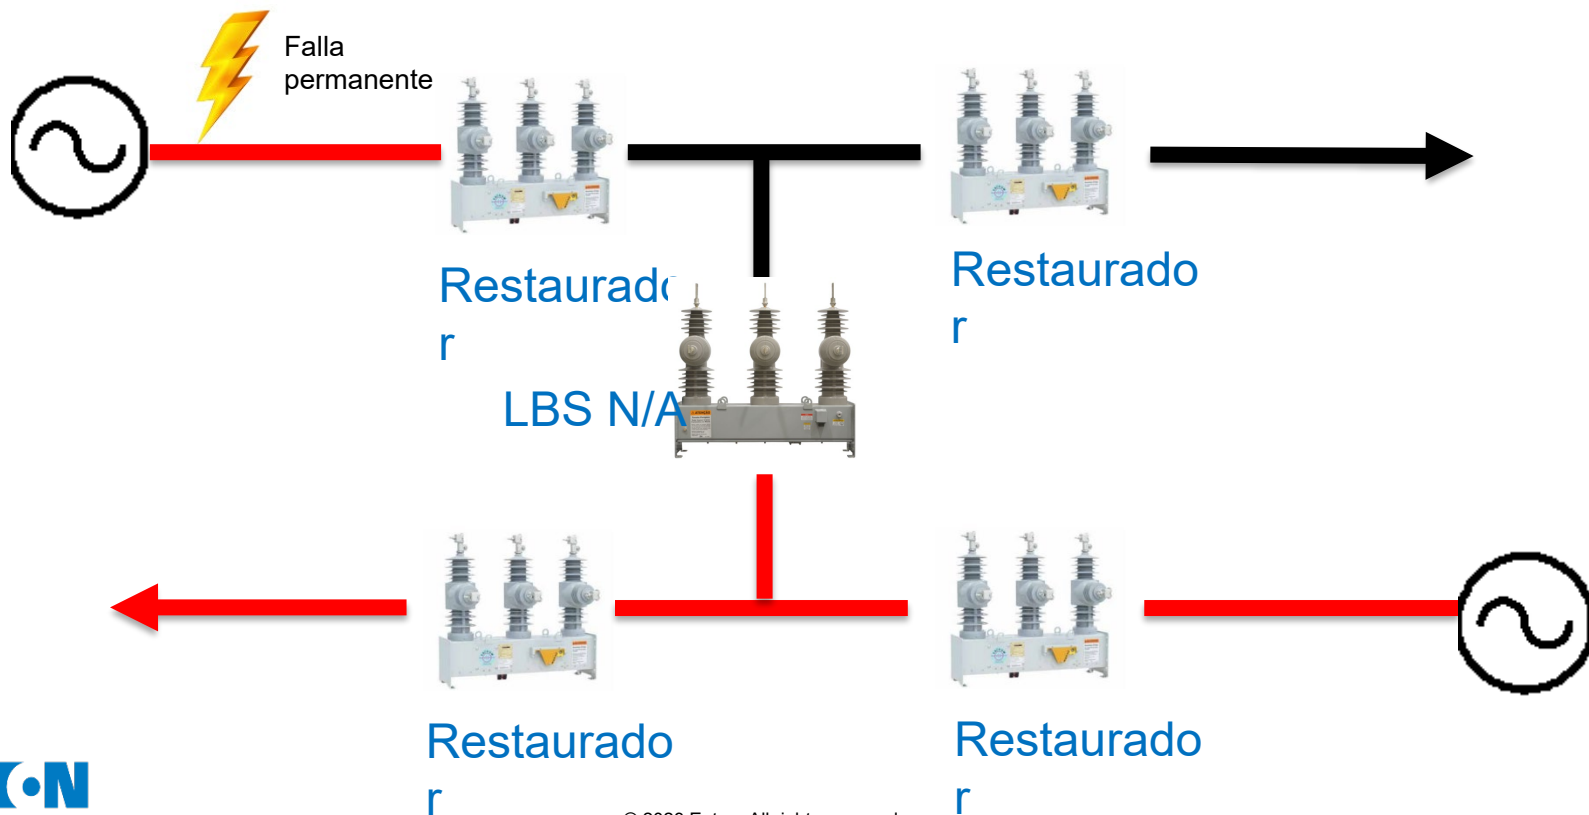 Falla
permanente
Restaurado
r
Restaurado
r
LBS N/A
Restaurado
r
Restaurado
r